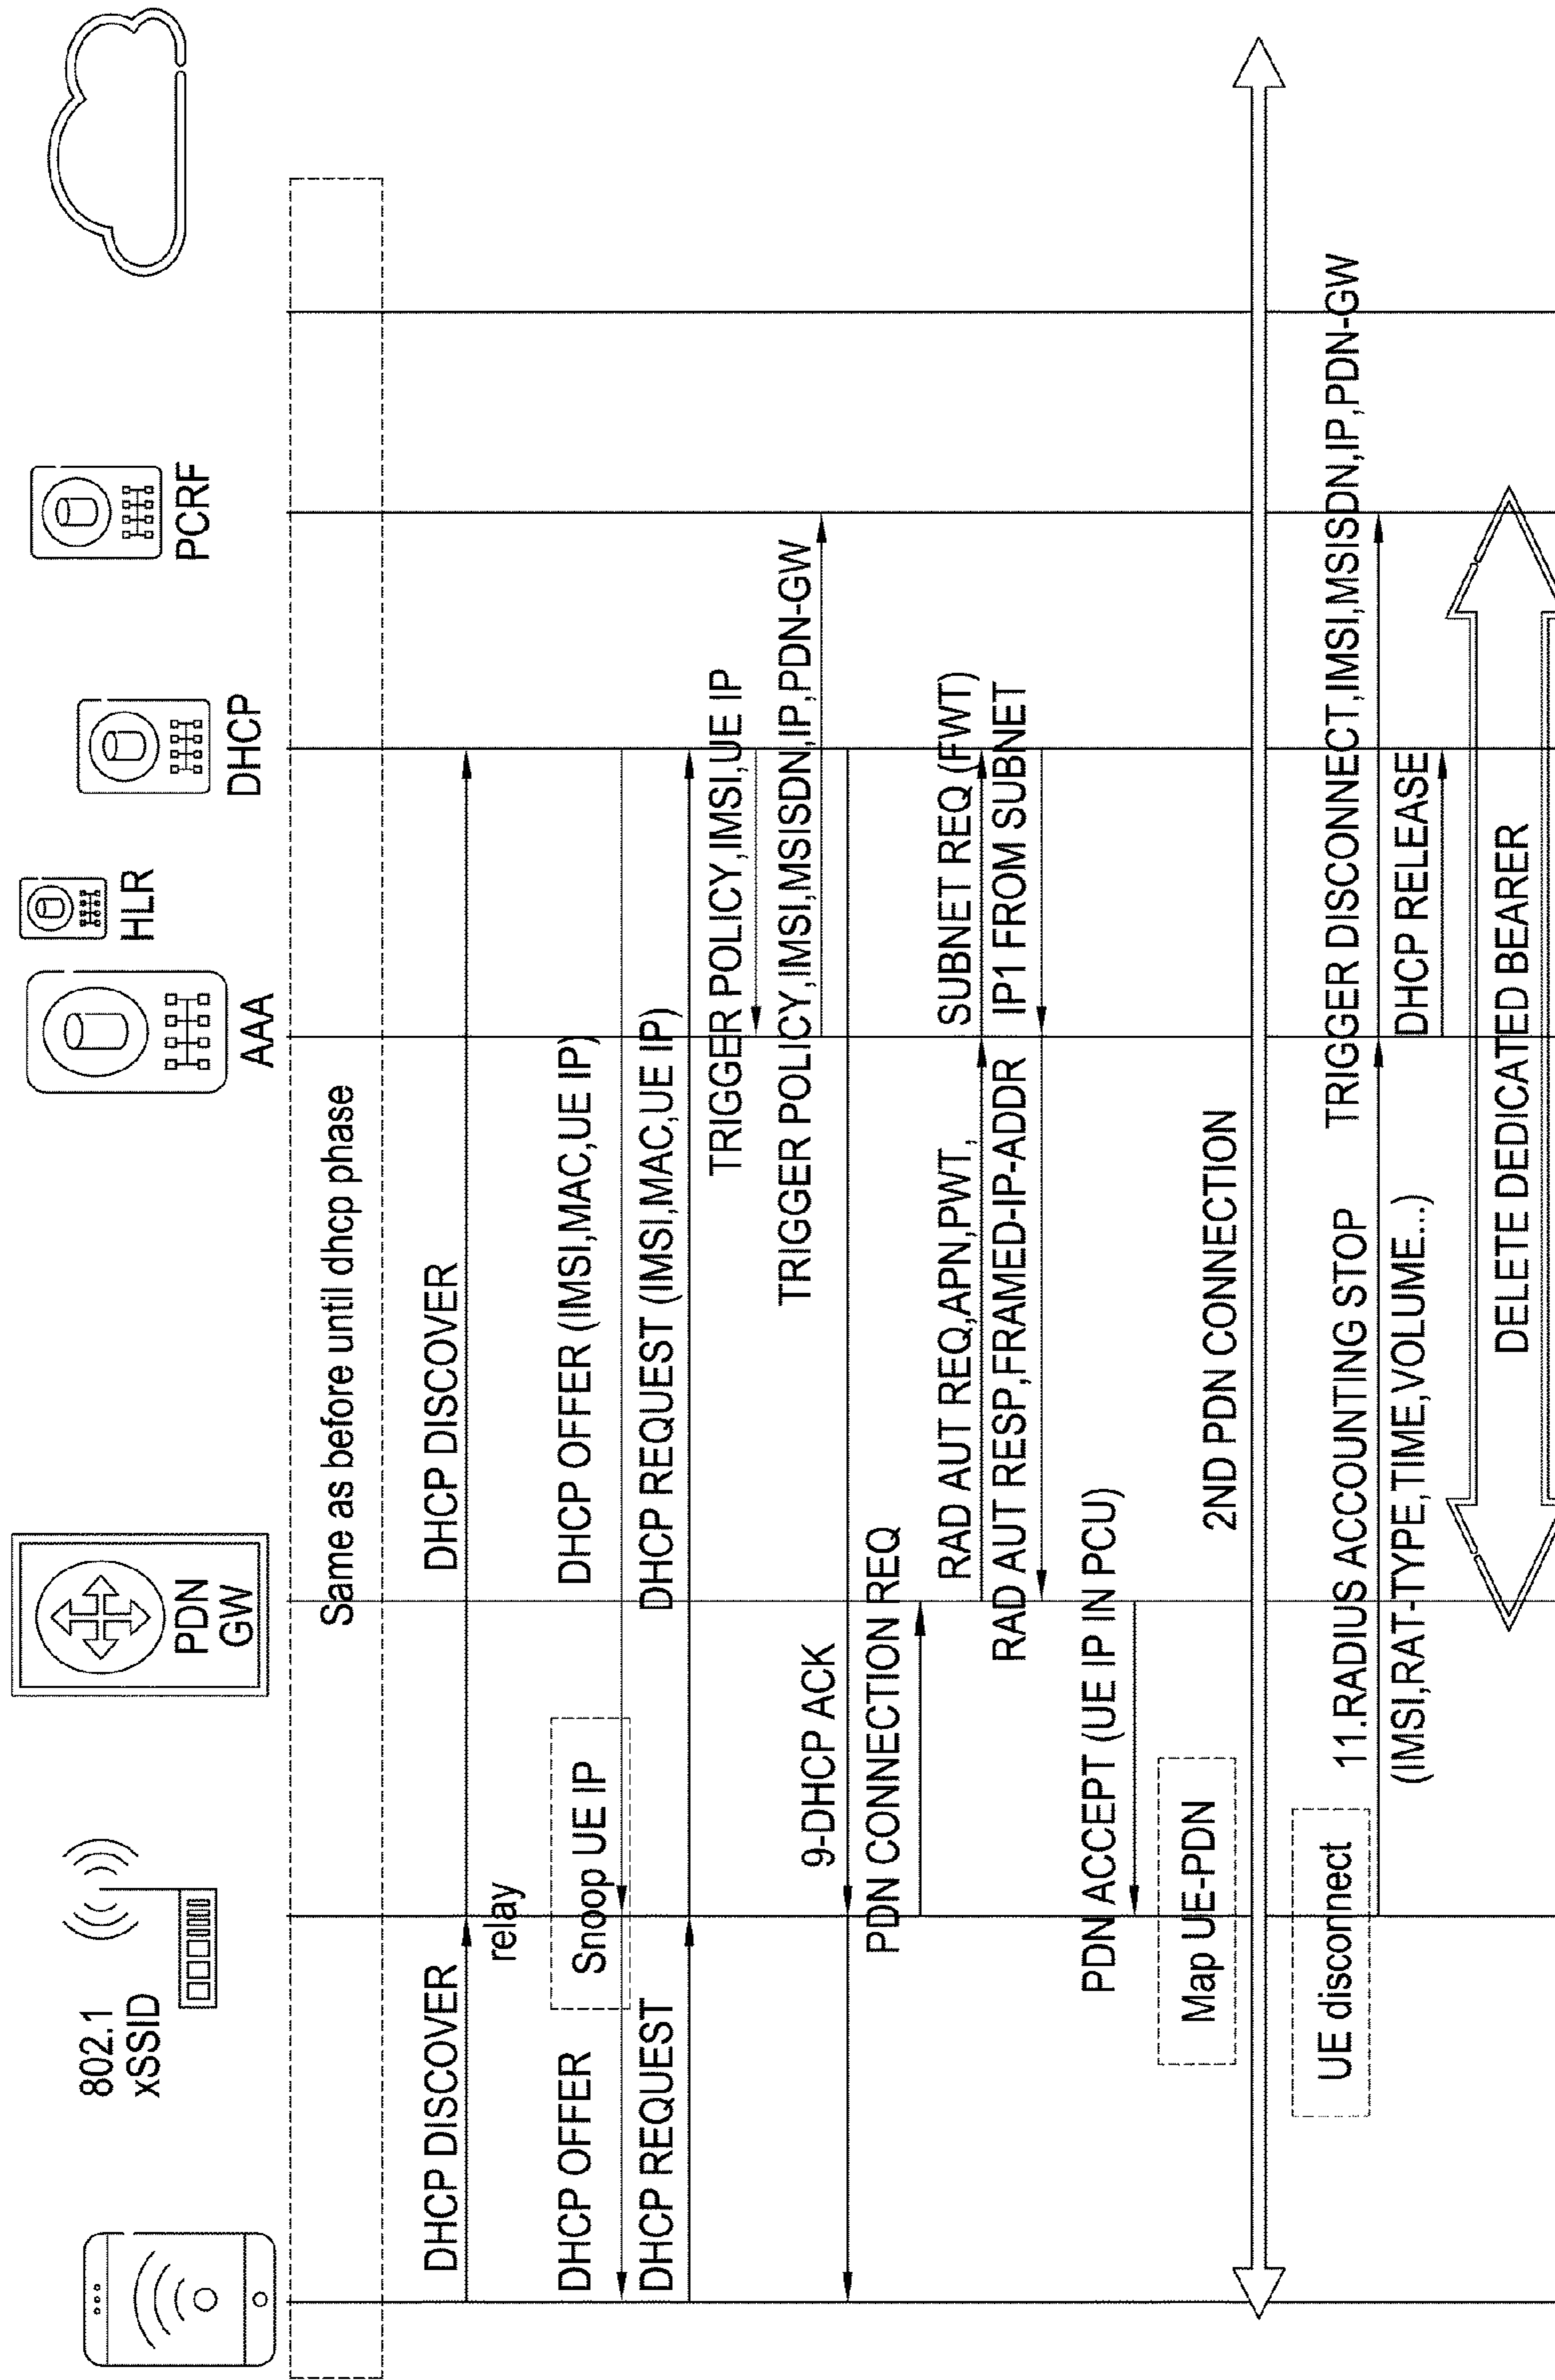 802.1
xSSID
PDN
GW
AAA
HLR
DHCP
PCRF
Same as before until dhcp phase
DHCP DISCOVER
DHCP DISCOVER
relay
DHCP OFFER
Snoop UE IP
DHCP OFFER (IMSI,MAC,UE IP)
DHCP REQUEST
DHCP REQUEST (IMSI,MAC,UE IP)
TRIGGER POLICY,IMSI,UE IP
TRIGGER POLICY,IMSI,MSISDN,IP,PDN-GW
9-DHCP ACK
PDN CONNECTION REQ
RAD AUT REQ,APN,PWT,
SUBNET REQ (FWT)
RAD AUT RESP,FRAMED-IP-ADDR
IP1 FROM SUBNET
PDN ACCEPT (UE IP IN PCU)
Map UE-PDN
2ND PDN CONNECTION
UE disconnect
11.RADIUS ACCOUNTING STOP
(IMSI,RAT-TYPE,TIME,VOLUME...)
TRIGGER DISCONNECT,IMSI,MSISDN,IP,PDN-GW
DHCP RELEASE
DELETE DEDICATED BEARER